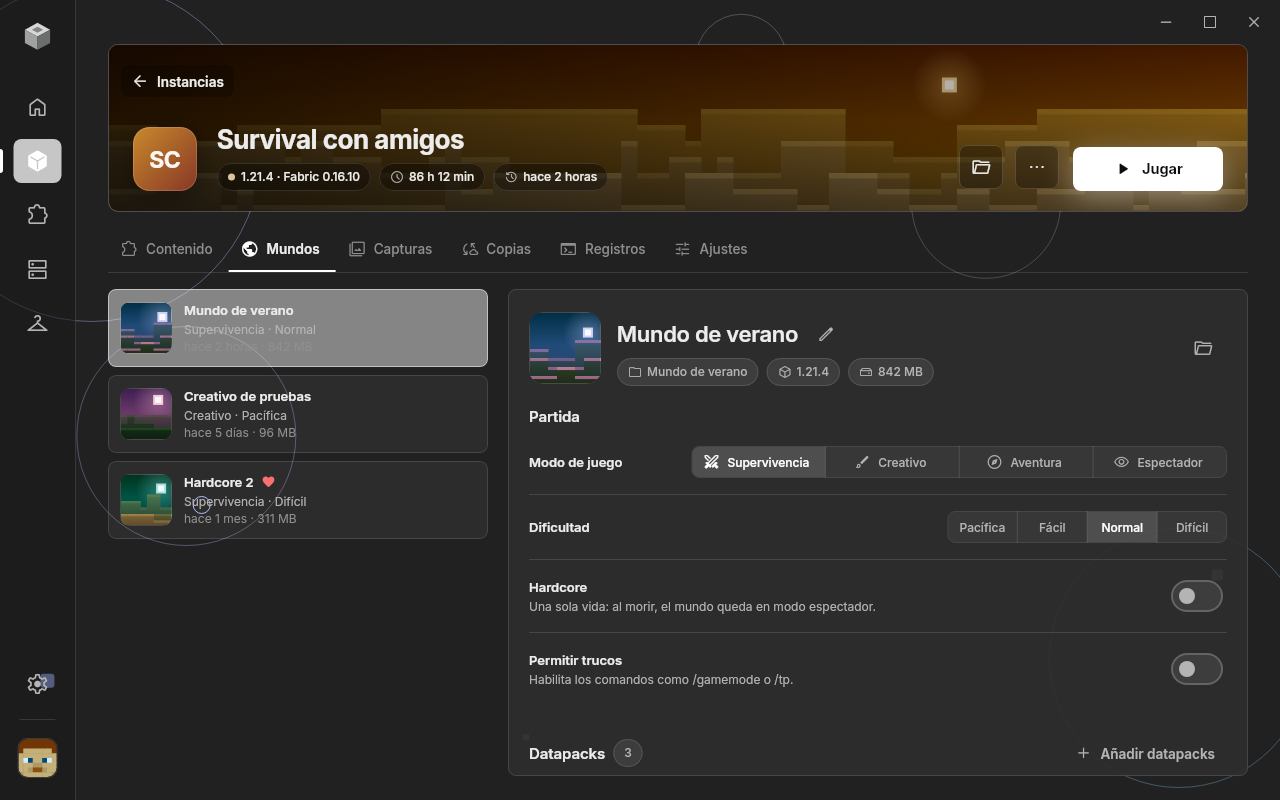 Instancias
SC
Survival con amigos
1.21.4 · Fabric 0.16.10
86 h 12 min
hace 2 horas
···
Jugar
Contenido
Mundos
Capturas
Copias
Registros
Ajustes
Mundo de verano
Supervivencia · Normal
hace 2 horas · 842 MB
Creativo de pruebas
Creativo · Pacífica
hace 5 días · 96 MB
Hardcore 2
Supervivencia · Difícil
hace 1 mes · 311 MB
Mundo de verano
Mundo de verano
1.21.4
842 MB
Partida
Modo de juego
Supervivencia
Creativo
Aventura
Espectador
Dificultad
Pacífica
Fácil
Normal
Difícil
Hardcore
Una sola vida: al morir, el mundo queda en modo espectador.
Permitir trucos
Habilita los comandos como /gamemode o /tp.
Datapacks
3
Añadir datapacks